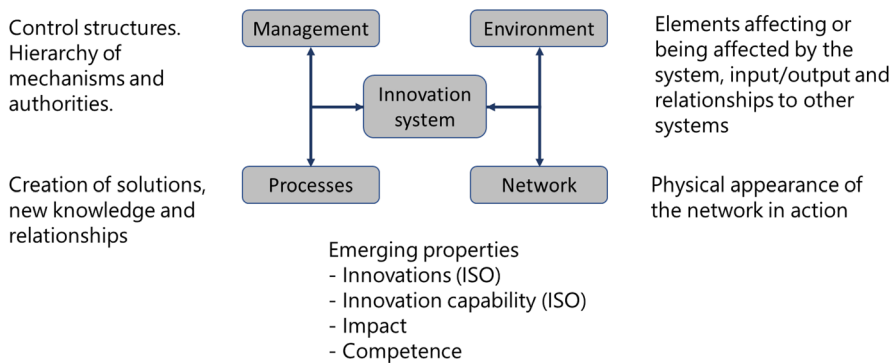 Control structures.
Hierarchy of
mechanisms and
authorities.
Management
Environment
Elements affecting or
being affected by the
system, input/output and
relationships to other
systems
Innovation
system
Creation of solutions,
new knowledge and
relationships
Processes
Network
Physical appearance of
the network in action
Emerging properties
- Innovations (ISO)
- Innovation capability (ISO)
- Impact
- Competence